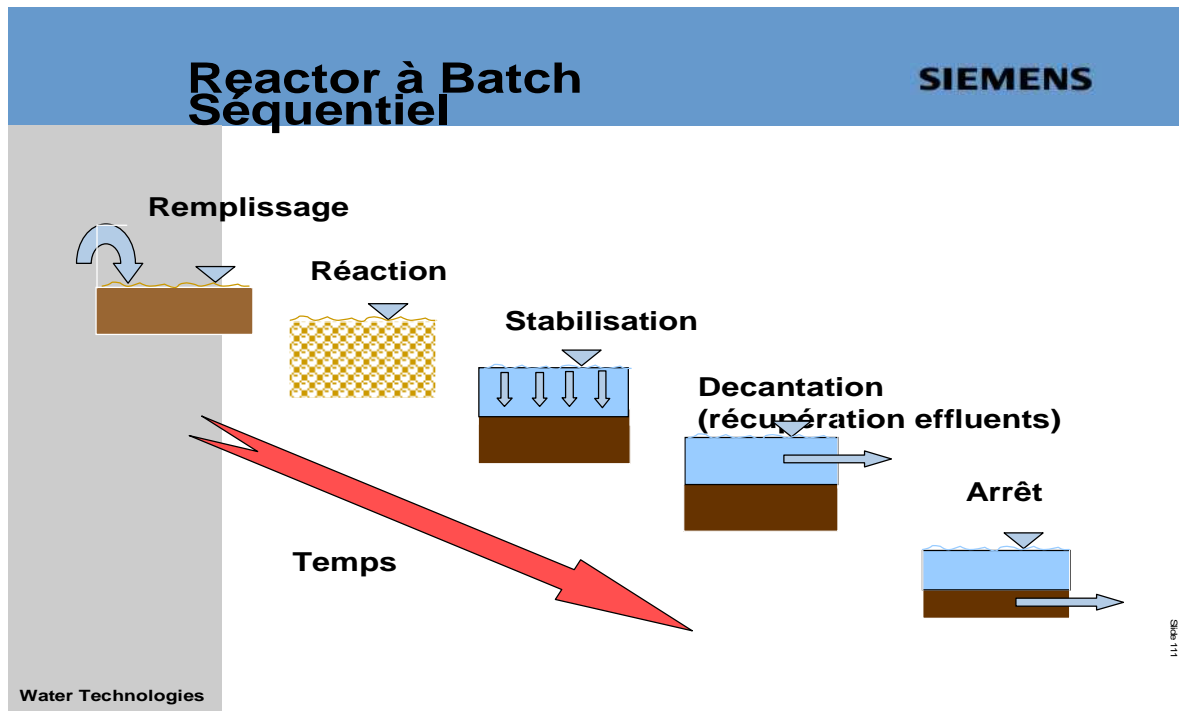 Reactor à Batch
Séquentiel
SIEMENS
Remplissage
Réaction
Stabilisation
Decantation
(récupération effluents)
Arrêt
Temps
Slide 111
Water Technologies